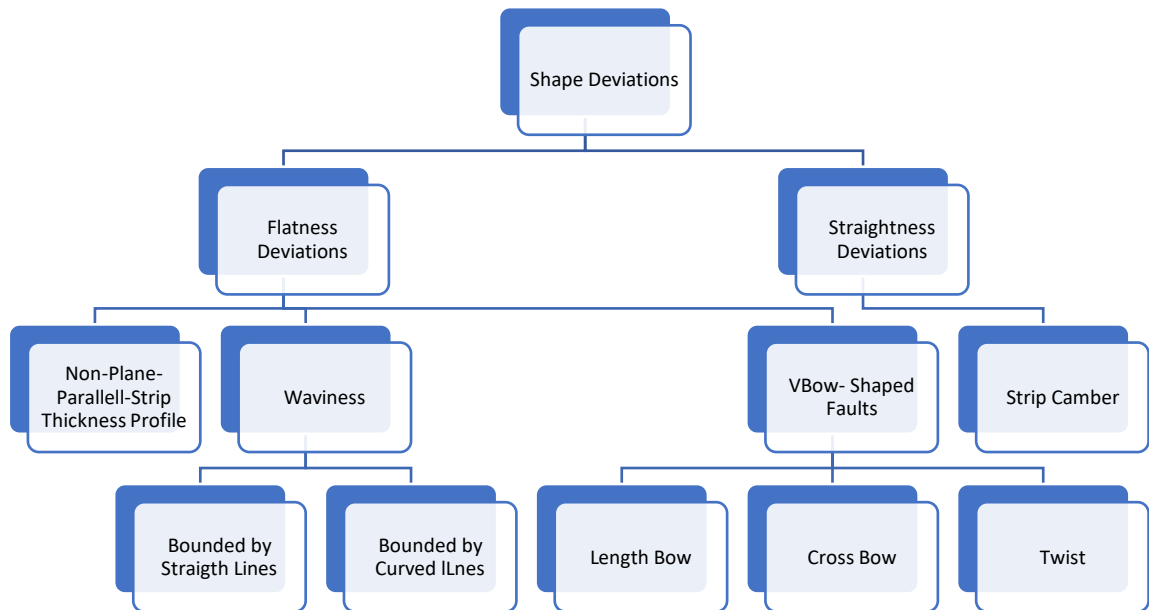 Shape Deviations
Flatness
Deviations
Straightness
Deviations
Non-Plane-
Parallell-Strip
Thickness Profile
Waviness
VBow- Shaped
Faults
Strip Camber
Bounded by
Straigth Lines
Bounded by
Curved lLnes
Length Bow
Cross Bow
Twist